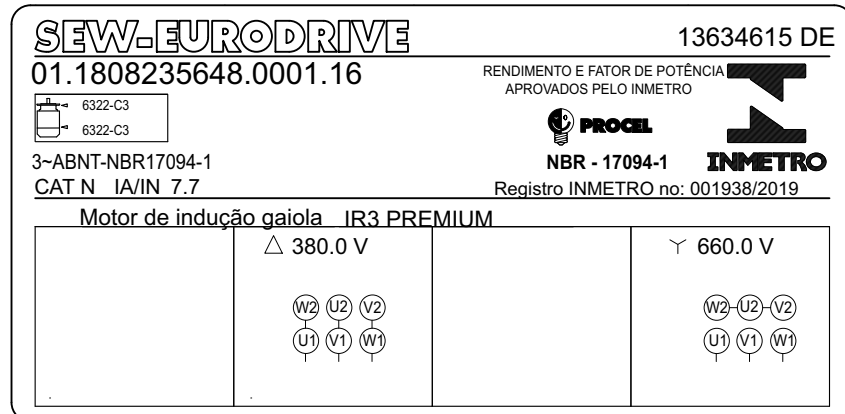 SEW-EURODRIVE
13634615 DE
01.1808235648.0001.16
RENDIMENTO E FATOR DE POTÊNCIA
APROVADOS PELO INMETRO
6322-C3
6322-C3
PROCEL
3~ABNT-NBR17094-1
NBR - 17094-1
INMETRO
CAT N IA/IN 7.7
Registro INMETRO no: 001938/2019
Motor de indução gaiola IR3 PREMIUM
△ 380.0 V
W2 U2 V2
U1 V1 W1
660.0 V
W2 U2 V2
U1 V1 W1